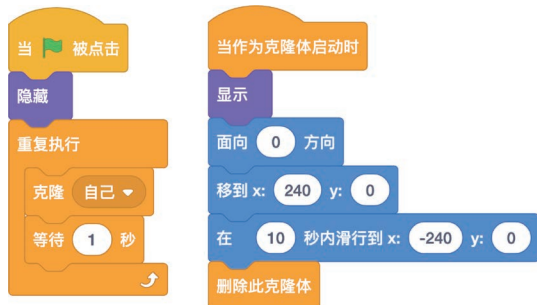 当 被点击
隐藏
重复执行
克隆 自己
等待 1 秒
当作为克隆体启动时
显示
面向 0 方向
移到 x: 240 y: 0
在 10 秒内滑行到 x: -240 y: 0
删除此克隆体